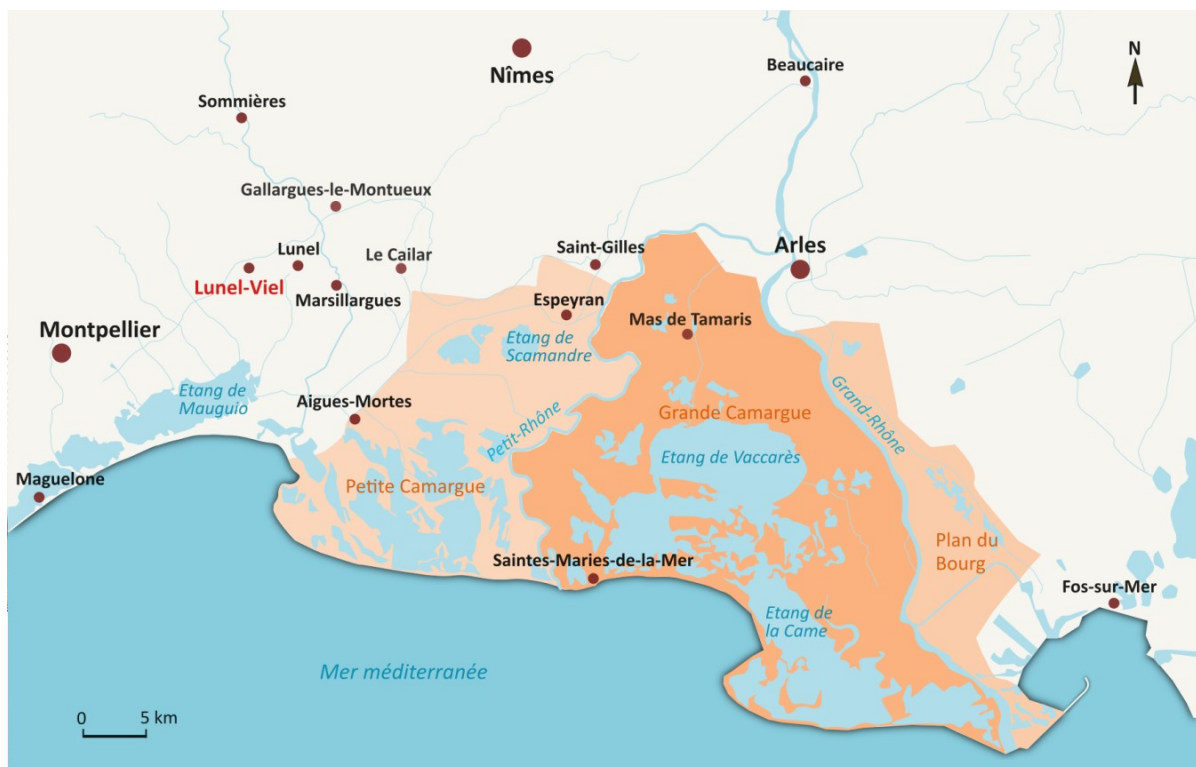 N
Nîmes
Beaucaire
Sommières
Gallargues-le-Montueux
Lunel
Le Cailar
Saint-Gilles
Arles
Lunel-Viel
Marsillargues
Espeyran
Mas de Tamaris
Montpellier
Etang de
Scamandre
Etang de
Mauguio
Aigues-Mortes
Petit-Rhône
Grande Camargue
Grand-Rhône
Etang de Vaccarès
Maguelone
Petite Camargue
Plan du
Bourg
Saintes-Maries-de-la-Mer
Fos-sur-Mer
Etang de
la Came
Mer méditerranée
0 5 km